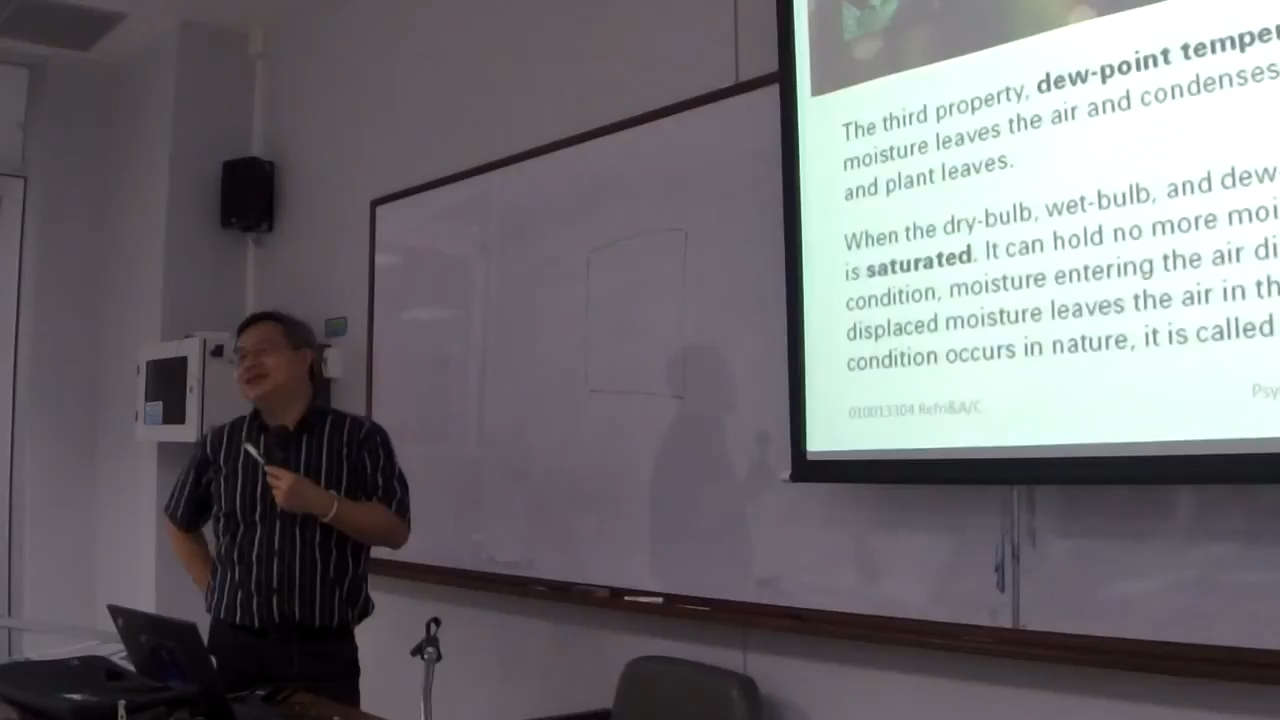 The third property, dew-point temper
moisture leaves the air and condenses
and plant leaves.
When the dry-bulb, wet-bulb, and dew-
is saturated. It can hold no more moi
condition, moisture entering the air di
displaced moisture leaves the air in th
condition occurs in nature, it is called
010013304 Refri&A/C
Psy